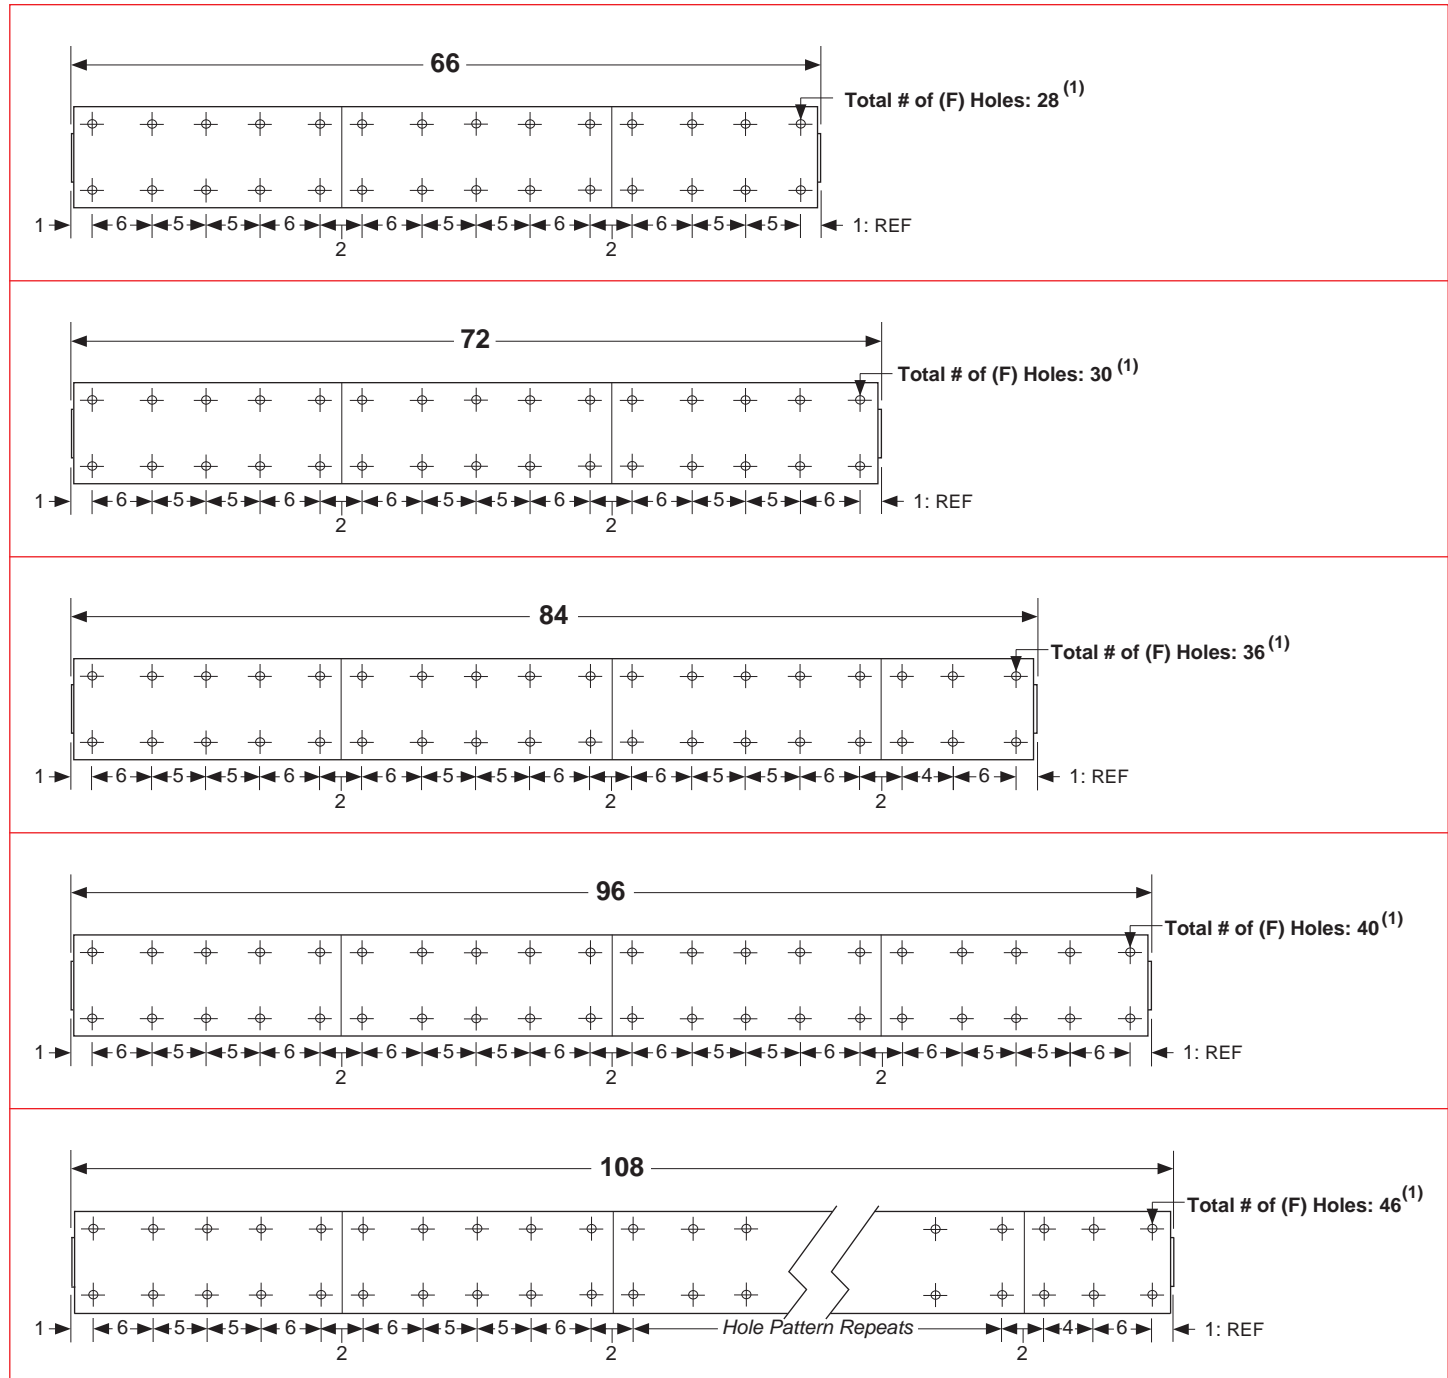 66
Total # of (F) Holes: 28 (1)
1 6 5 5 6 6 5 5 6 6 5 5 1: REF
2 2
72
Total # of (F) Holes: 30 (1)
1 6 5 5 6 6 5 5 6 6 5 5 6 1: REF
2 2
84
Total # of (F) Holes: 36 (1)
1 6 5 5 6 6 5 5 6 6 5 5 6 4 6 1: REF
2 2 2
96
Total # of (F) Holes: 40 (1)
1 6 5 5 6 6 5 5 6 6 5 5 6 6 5 5 6 1: REF
2 2 2
108
Total # of (F) Holes: 46 (1)
1 6 5 5 6 6 5 5 6 Hole Pattern Repeats 4 6 1: REF
2 2 2